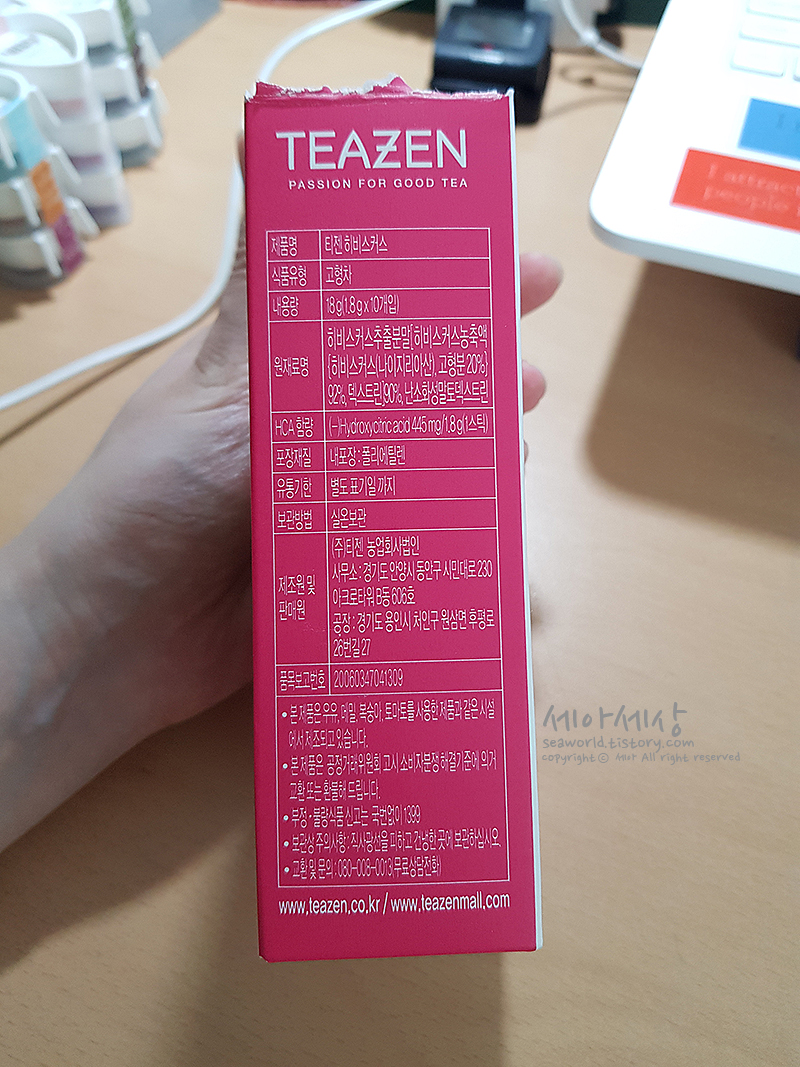 TEAZEN
PASSION FOR GOOD TEA
제품명 티젠 히비스커스
식품유형 고형차
내용량 18g(1.8g x 10개입)
원재료명 히비스커스추출분말[히비스커스농축액
{히비스커스(나이지리아산), 고형분 20%}
92%, 덱스트린]90%, 난소화성말토덱스트린
HCA 함량 (-)Hydroxycitric acid 445 mg/1.8g(1스틱)
포장재질 내포장 : 폴리에틸렌
유통기한 별도 표기일 까지
보관방법 실온보관
제조원 및 판매원 (주)티젠 농업회사법인
사무소 : 경기도 안양시 동안구 시민대로 230
아크로타워 B동 606호
공장 : 경기도 용인시 처인구 원삼면 후평로
26번길 27
품목보고번호 20060347041309
• 본 제품은 우유, 메밀, 복숭아, 토마토를 사용한 제품과 같은 시설
에서 제조되고 있습니다.
• 본 제품은 공정거래위원회 고시 소비자분쟁 해결기준에 의거
교환 또는 환불해 드립니다.
• 부정 • 불량식품 신고는 국번없이 1399
• 보관상 주의사항 : 직사광선을 피하고 건냉한 곳에 보관하십시오.
• 교환 및 문의 : 080-008-0013(무료상담전화)
www.teazen.co.kr / www.teazenmall.com
세아세상
seaworld.tistory.com
copyright ⓒ 세아 All right reserved
I attract
people